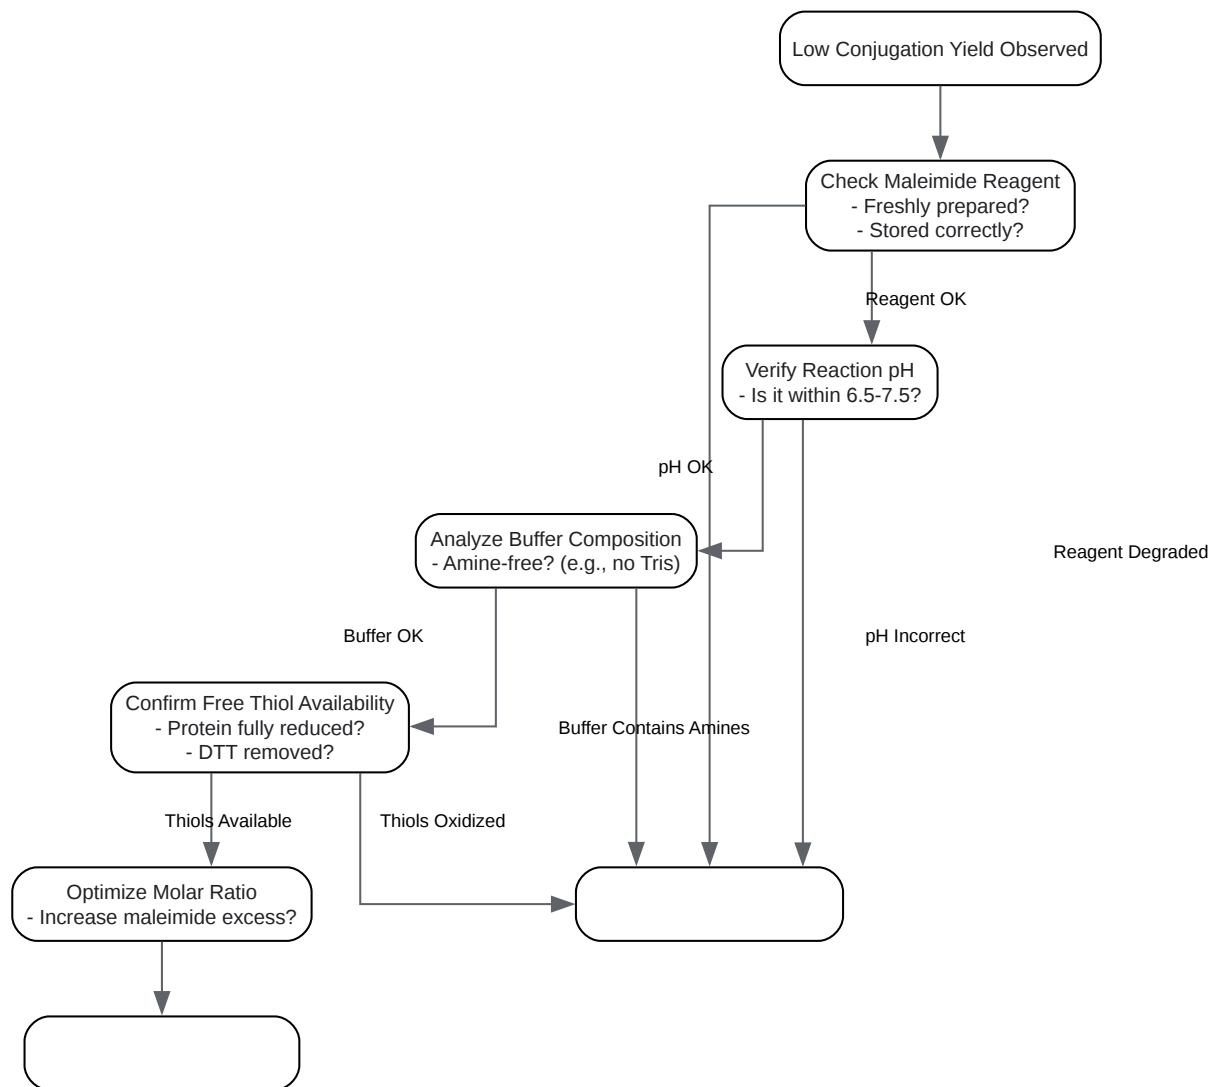 Low Conjugation Yield Observed
Check Maleimide Reagent
- Freshly prepared?
- Stored correctly?
Reagent OK
Verify Reaction pH
- Is it within 6.5-7.5?
pH OK
Analyze Buffer Composition
- Amine-free? (e.g., no Tris)
Reagent Degraded
Buffer OK
pH Incorrect
Confirm Free Thiol Availability
- Protein fully reduced?
- DTT removed?
Buffer Contains Amines
Thiols Available
Thiols Oxidized
Optimize Molar Ratio
- Increase maleimide excess?